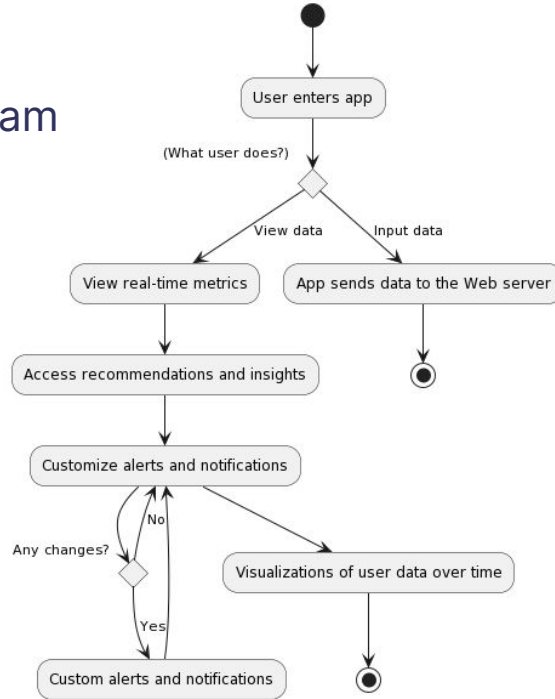 am
User enters app
(What user does?)
View data
Input data
View real-time metrics
App sends data to the Web server
Access recommendations and insights
Customize alerts and notifications
No
Any changes?
Visualizations of user data over time
Yes
Custom alerts and notifications